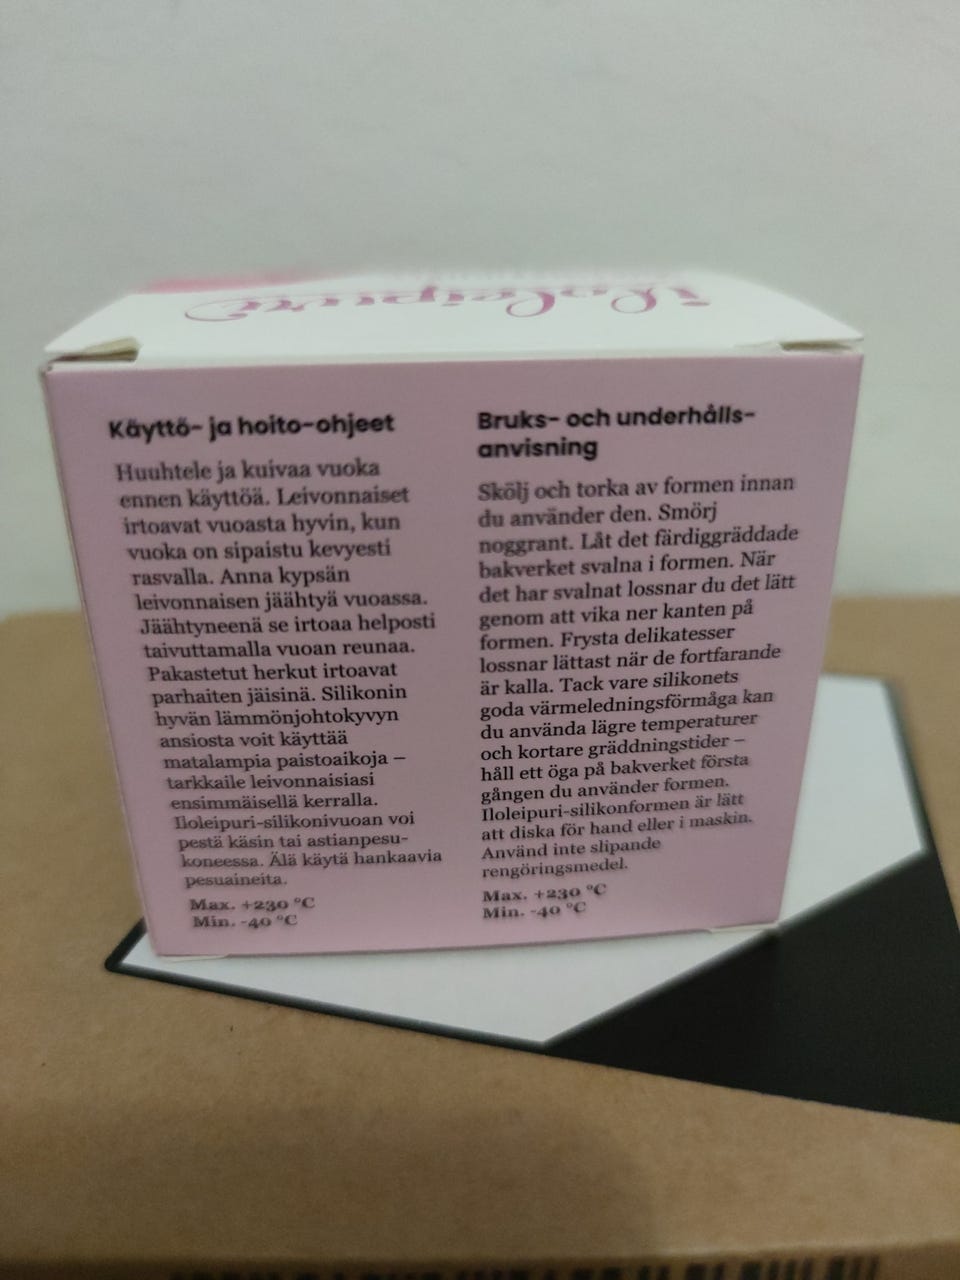 iloleipuri
Käyttö- ja hoito-ohjeet
Huuhtele ja kuivaa vuoka
ennen käyttöä. Leivonnaiset
irtoavat vuoasta hyvin, kun
vuoka on sipaistu kevyesti
rasvalla. Anna kypsän
leivonnaisen jäähtyä vuoassa.
Jäähtyneenä se irtoaa helposti
taivuttamalla vuoan reunaa.
Pakastetut herkut irtoavat
parhaiten jäisinä. Silikonin
hyvän lämmönjohtokyvyn
ansiosta voit käyttää
matalampia paistoaikoja –
tarkkaile leivonnaisiasi
ensimmäisellä kerralla.
Iloleipuri-silikonivuoan voi
pestä käsin tai astianpesu-
koneessa. Älä käytä hankaavia
pesuaineita.
Max. +230 °C
Min. -40 °C
Bruks- och underhålls-
anvisning
Skölj och torka av formen innan
du använder den. Smörj
noggrant. Låt det färdiggräddade
bakverket svalna i formen. När
det har svalnat lossnar du det lätt
genom att vika ner kanten på
formen. Frysta delikatesser
lossnar lättast när de fortfarande
är kalla. Tack vare silikonets
goda värmeledningsförmåga kan
du använda lägre temperaturer
och kortare gräddningstider –
håll ett öga på bakverket första
gången du använder formen.
Iloleipuri-silikonformen är lätt
att diska för hand eller i maskin.
Använd inte slipande
rengöringsmedel.
Max. +230 °C
Min. -40 °C